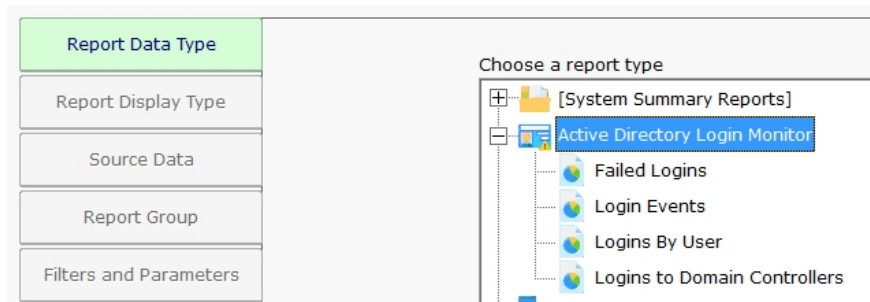 Report Data Type
Report Display Type
Source Data
Report Group
Filters and Parameters
Choose a report type
[System Summary Reports]
Active Directory Login Monitor
Failed Logins
Login Events
Logins By User
Logins to Domain Controllers